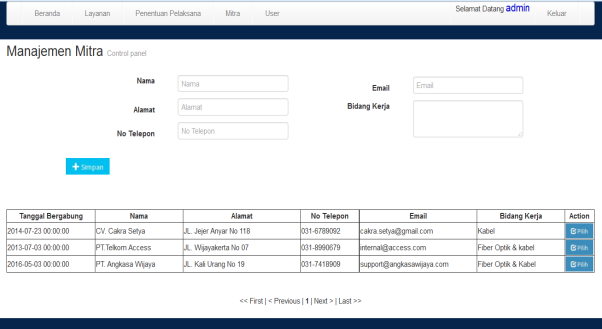 Beranda Layanan Penentuan Pelaksana Mitra User Selamat Datang admin Keluar
Manajemen Mitra Control panel
Nama Nama Email Email
Alamat Alamat Bidang Kerja
No Telepon No Telepon
Simpan
Tanggal Bergabung Nama Alamat No Telepon Email Bidang Kerja Action
2014-07-23 00:00:00 CV. Cakra Setya JL. Jejer Anyar No 118 031-6789092 cakra.setya@gmail.com Kabel Pilih
2013-07-03 00:00:00 PT.Telkom Access JL. Wijayakerta No 07 031-8990679 internal@access.com Fiber Optik & kabel Pilih
2016-05-03 00:00:00 PT. Angkasa Wijaya JL. Kali Urang No 19 031-7418909 support@angkasawijaya.com Fiber Optik & Kabel Pilih
<< First | < Previous | 1 | Next > | Last >>